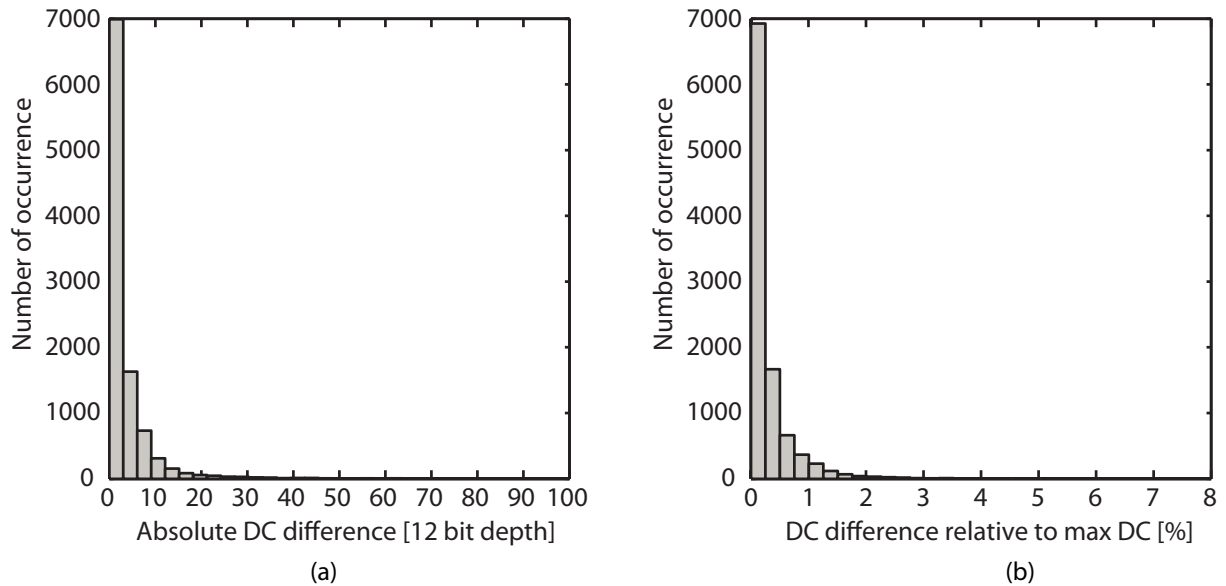 7000
6000
5000
4000
3000
2000
1000
0
Number of occurrence
0 10 20 30 40 50 60 70 80 90 100
Absolute DC difference [12 bit depth]
(a)
7000
6000
5000
4000
3000
2000
1000
0
Number of occurrence
0 1 2 3 4 5 6 7 8
DC difference relative to max DC [%]
(b)